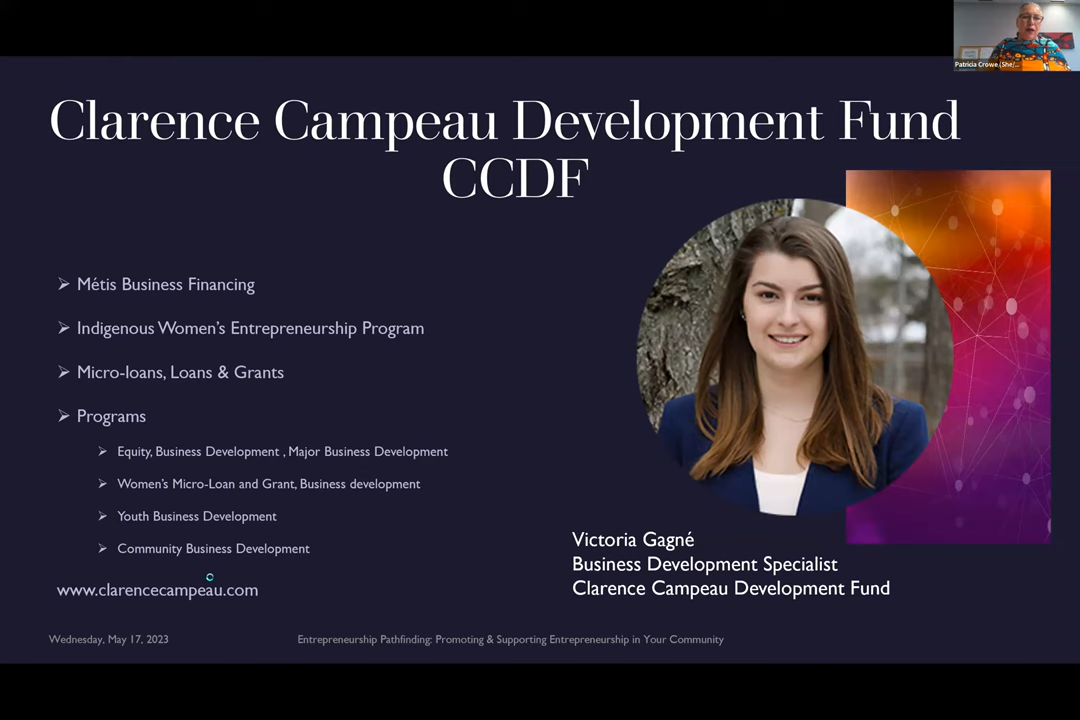 Clarence Campeau Development Fund
CCDF
Métis Business Financing
Indigenous Women’s Entrepreneurship Program
Micro-loans, Loans & Grants
Programs
Equity, Business Development , Major Business Development
Women’s Micro-Loan and Grant, Business development
Youth Business Development
Community Business Development
www.clarencecampeau.com
Victoria Gagné
Business Development Specialist
Clarence Campeau Development Fund
Wednesday, May 17, 2023
Entrepreneurship Pathfinding: Promoting & Supporting Entrepreneurship in Your Community
Patricia Crowe (She/...